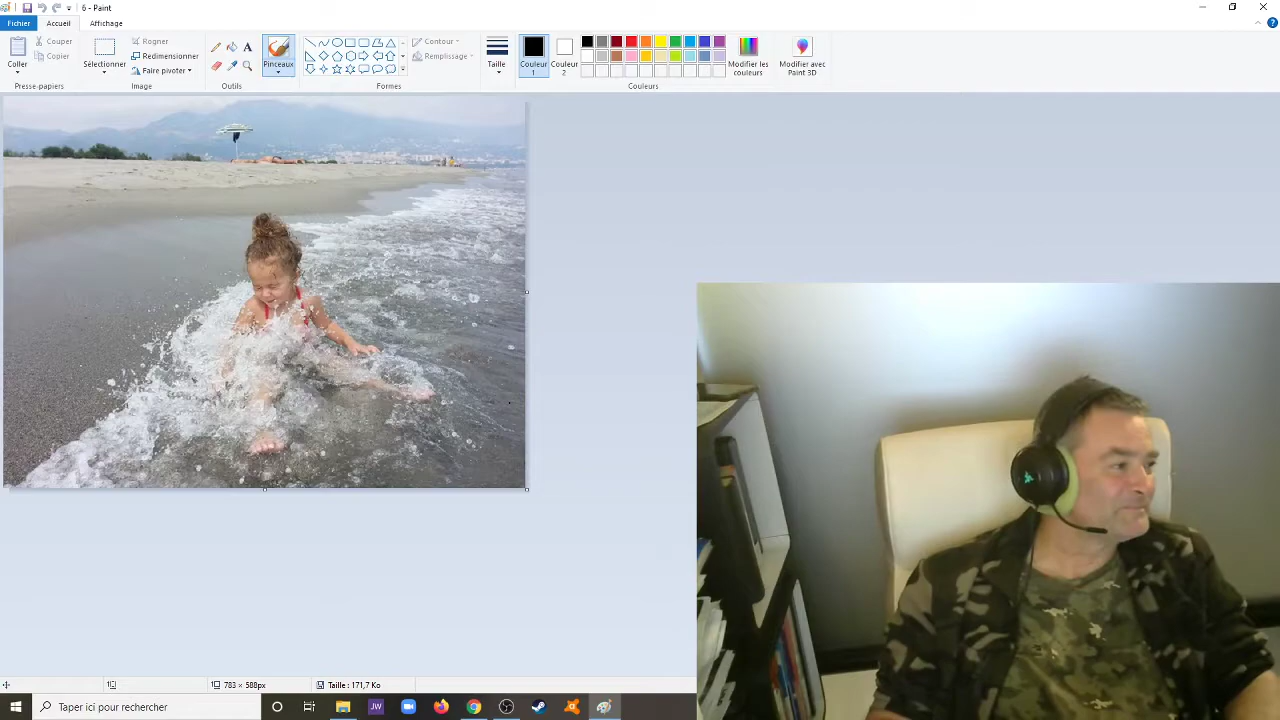 6 - Paint
Fichier Accueil Affichage
Coller
Couper
Copier
Presse-papiers
Sélectionner
Rogner
Redimensionner
Faire pivoter
Image
Outils
Pinceaux
Contour
Remplissage
Formes
Taille
Couleur 1
Couleur 2
Modifier les couleurs
Couleurs
Modifier avec Paint 3D
783 × 588px
Taille : 171,7 Ko
Taper ici pour rechercher
JW